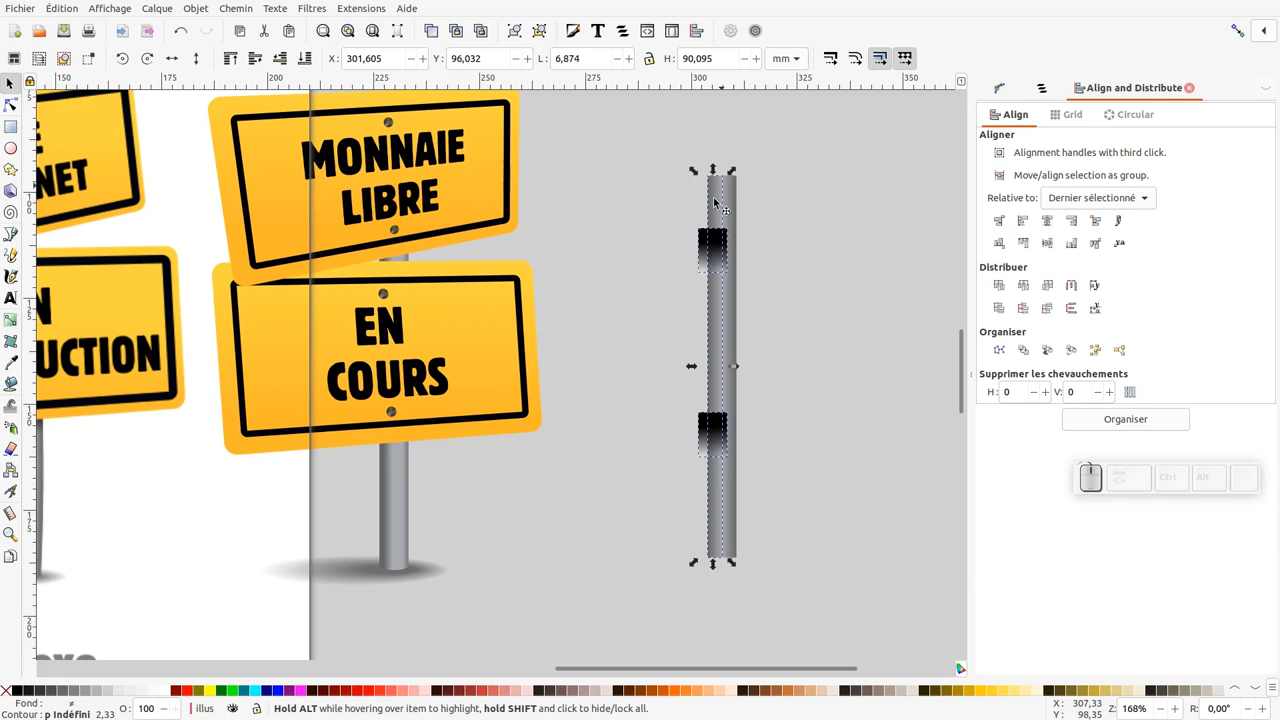 Fichier Édition Affichage Calque Objet Chemin Texte Filtres Extensions Aide
X : 301,605 − + Y : 96,032 − + L : 6,874 − + H : 90,095 − + mm
150 175 200 225 250 275 300 325 350
Align and Distribute
Align Grid Circular
Aligner
Alignment handles with third click.
Move/align selection as group.
Relative to: Dernier sélectionné
Distribuer
Organiser
Supprimer les chevauchements
H : 0 − + V: 0 − +
Organiser
Ctrl Alt
NET
MONNAIE
LIBRE
N
UCTION
EN
COURS
Fond : ≠
Contour : p Indéfini 2,33
O : 100 − +
illus
Hold ALT while hovering over item to highlight, hold SHIFT and click to hide/lock all.
X : 307,33
Y : 98,35
Z: 168% − +
R: 0,00° − +